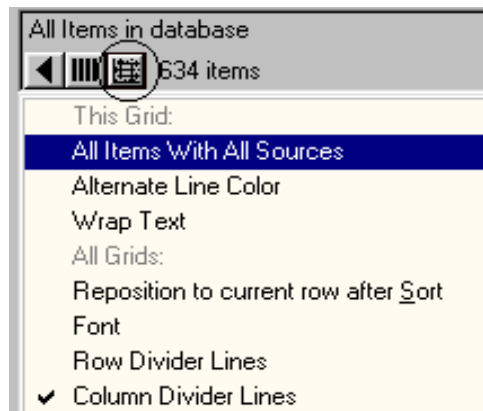 All Items in database
634 items
This Grid:
All Items With All Sources
Alternate Line Color
Wrap Text
All Grids:
Reposition to current row after Sort
Font
Row Divider Lines
✓ Column Divider Lines